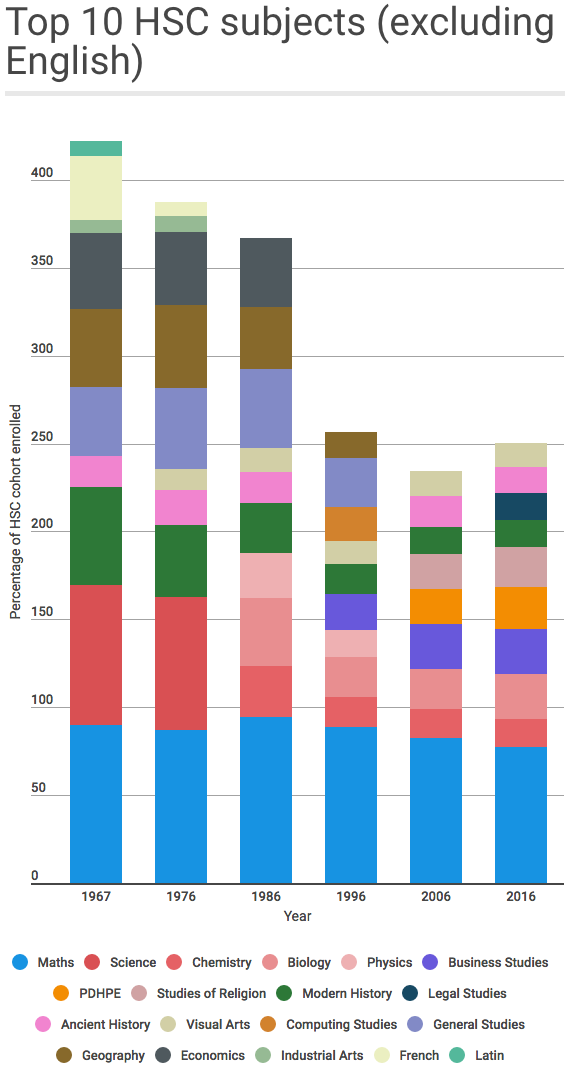 Top 10 HSC subjects (excluding
English)
400
350
300
250
200
150
100
50
0
Percentage of HSC cohort enrolled
1967 1976 1986 1996 2006 2016
Year
Maths Science Chemistry Biology Physics Business Studies
PDHPE Studies of Religion Modern History Legal Studies
Ancient History Visual Arts Computing Studies General Studies
Geography Economics Industrial Arts French Latin